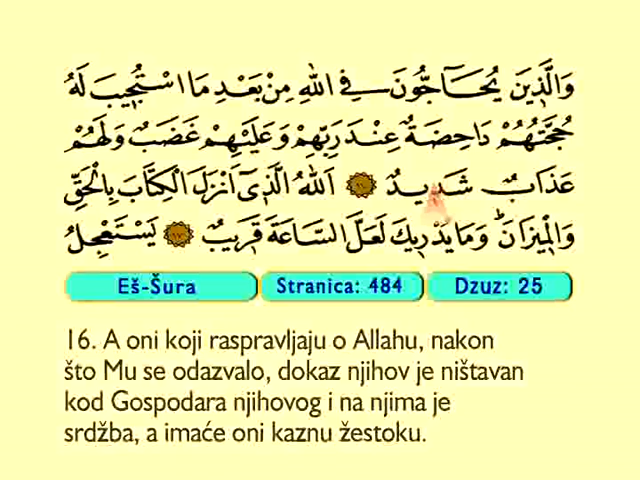 وَالَّذِينَ يُحَاجُّونَ فِي اللّٰهِ مِنْ بَعْدِ مَا اسْتُجِيبَ لَهُ
حُجَّتُهُمْ دَاحِضَةٌ عِنْدَ رَبِّهِمْ وَعَلَيْهِمْ غَضَبٌ وَلَهُمْ
عَذَابٌ شَدِيدٌ اَللّٰهُ الَّذِي اَنْزَلَ الْكِتَابَ بِالْحَقِّ
وَالْمِيزَانَ وَمَا يُدْرِيكَ لَعَلَّ السَّاعَةَ قَرِيبٌ يَسْتَعْجِلُ
Eš-Šura Stranica: 484 Dzuz: 25
16. A oni koji raspravljaju o Allahu, nakon
što Mu se odazvalo, dokaz njihov je ništavan
kod Gospodara njihovog i na njima je
srdžba, a imaće oni kaznu žestoku.